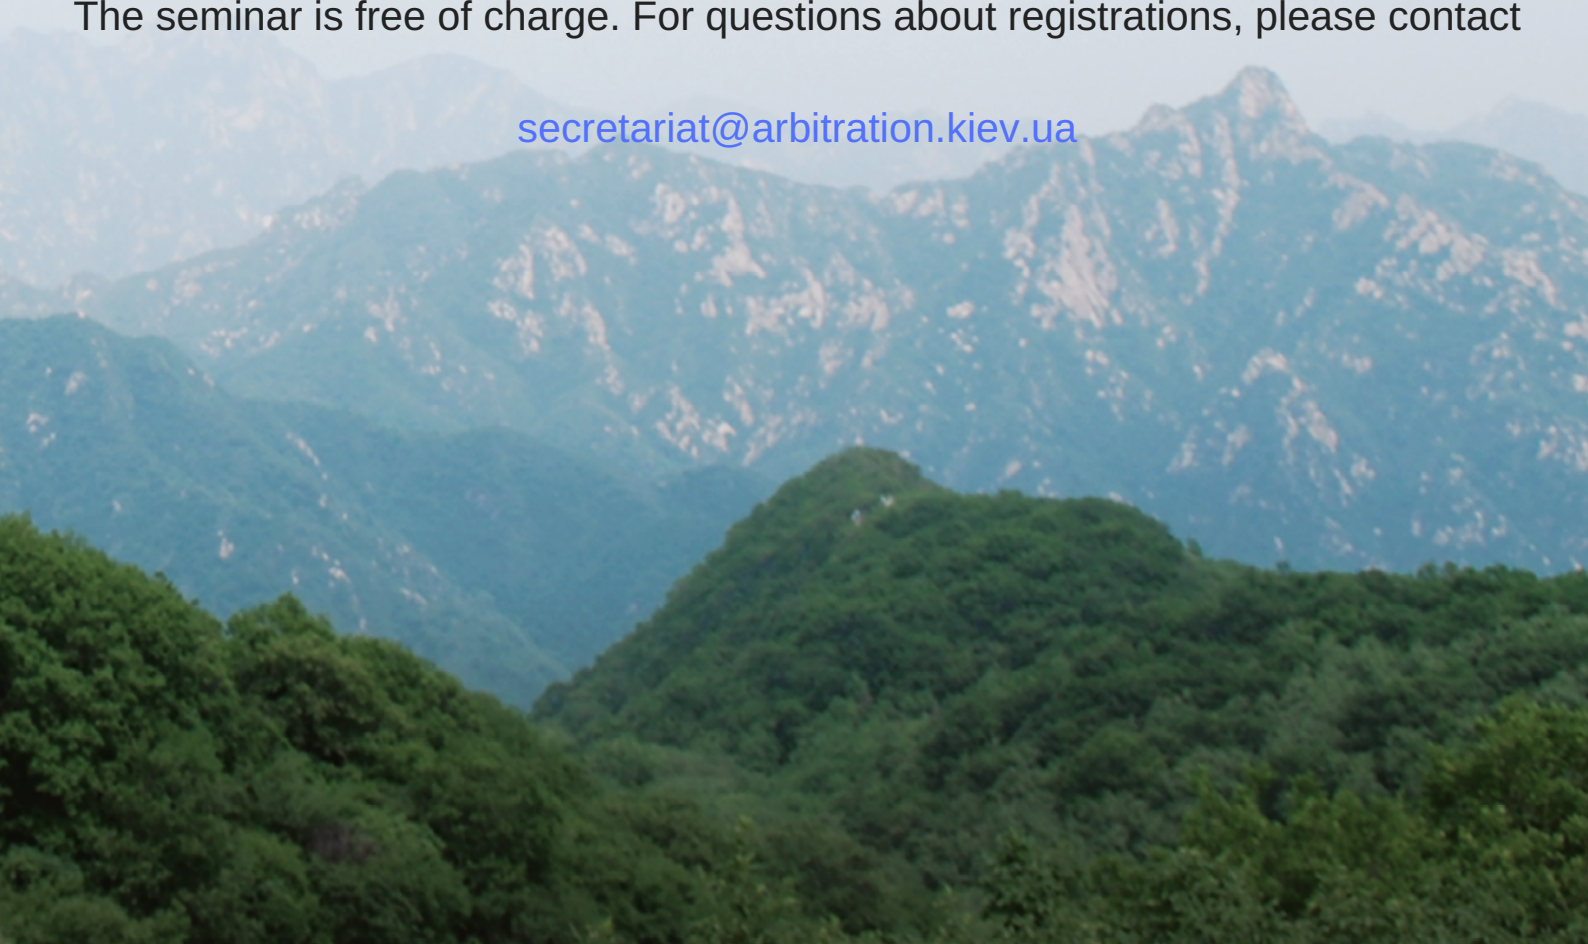 The seminar is free of charge. For questions about registrations, please contact
secretariat@arbitration.kiev.ua